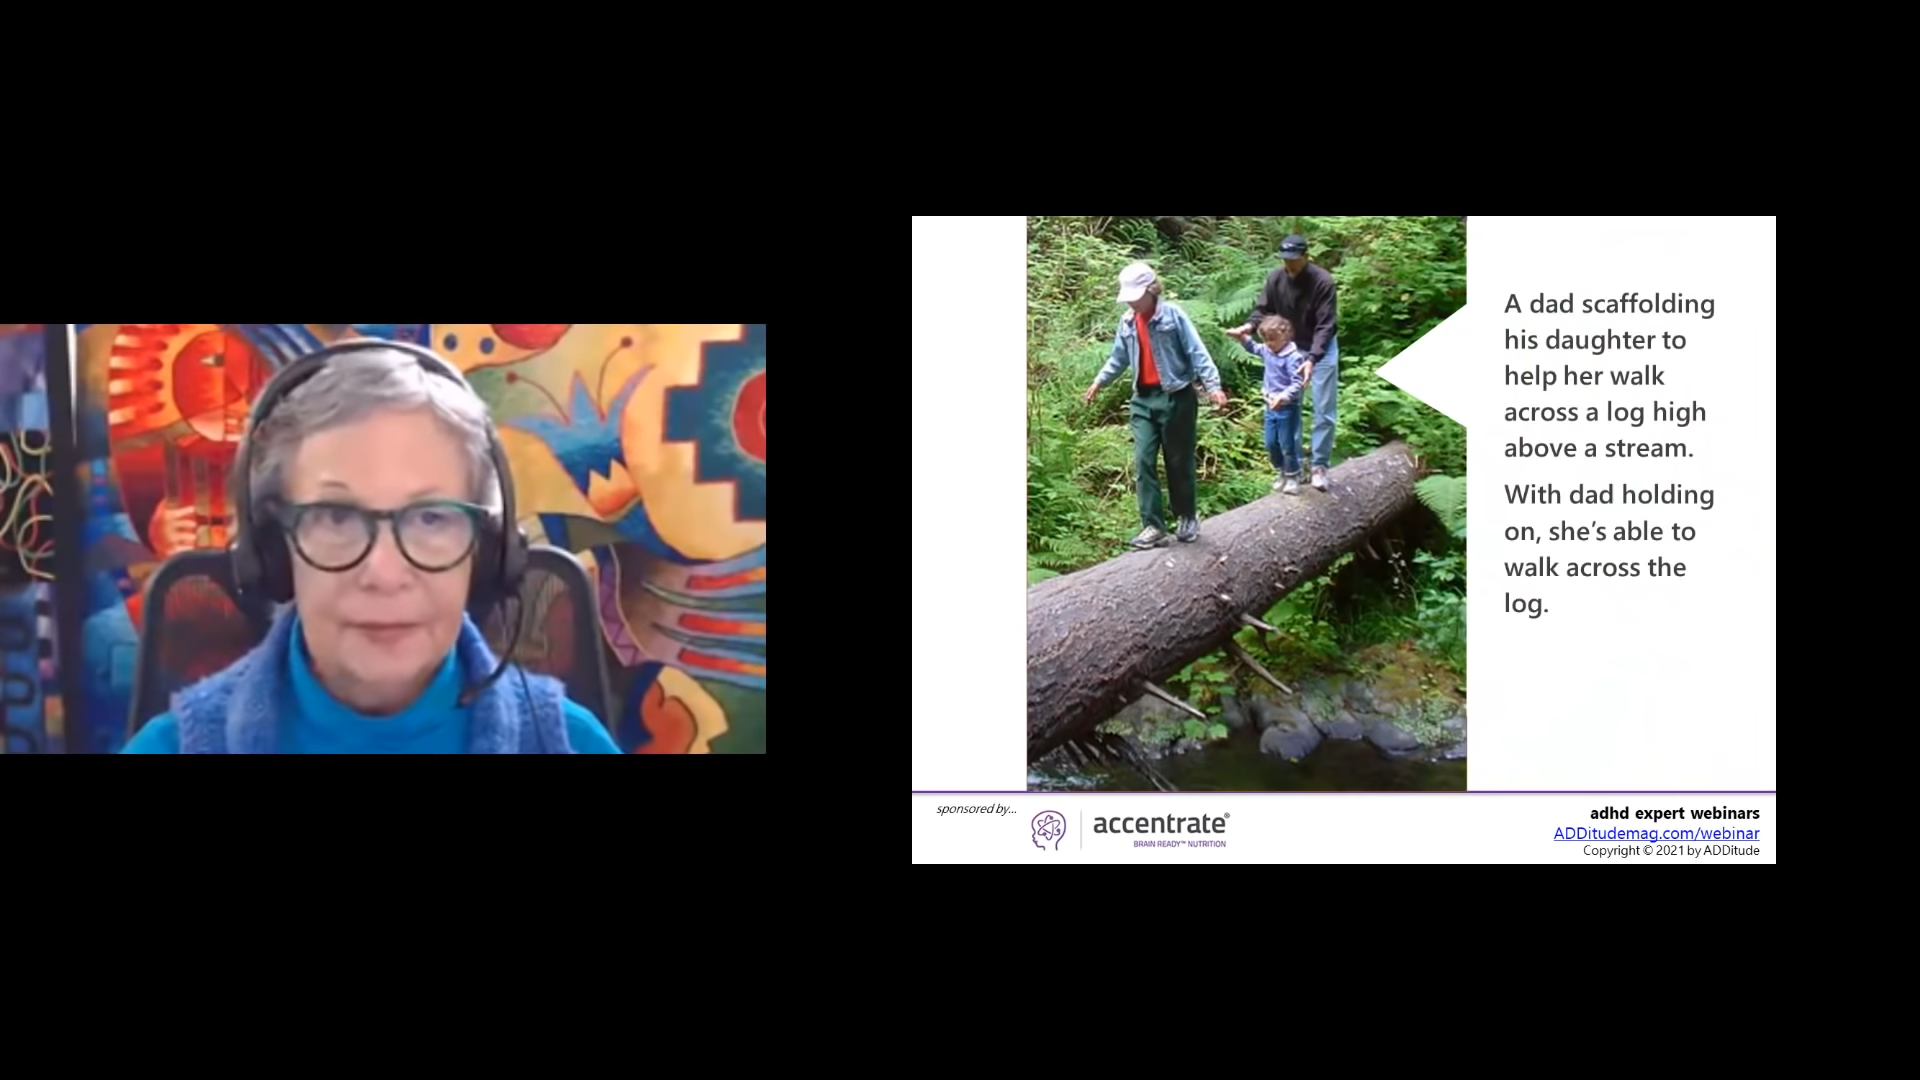 A dad scaffolding
his daughter to
help her walk
across a log high
above a stream.
With dad holding
on, she’s able to
walk across the
log.
sponsored by...
accentrate®
BRAIN READY™ NUTRITION
adhd expert webinars
ADDitudemag.com/webinar
Copyright © 2021 by ADDitude